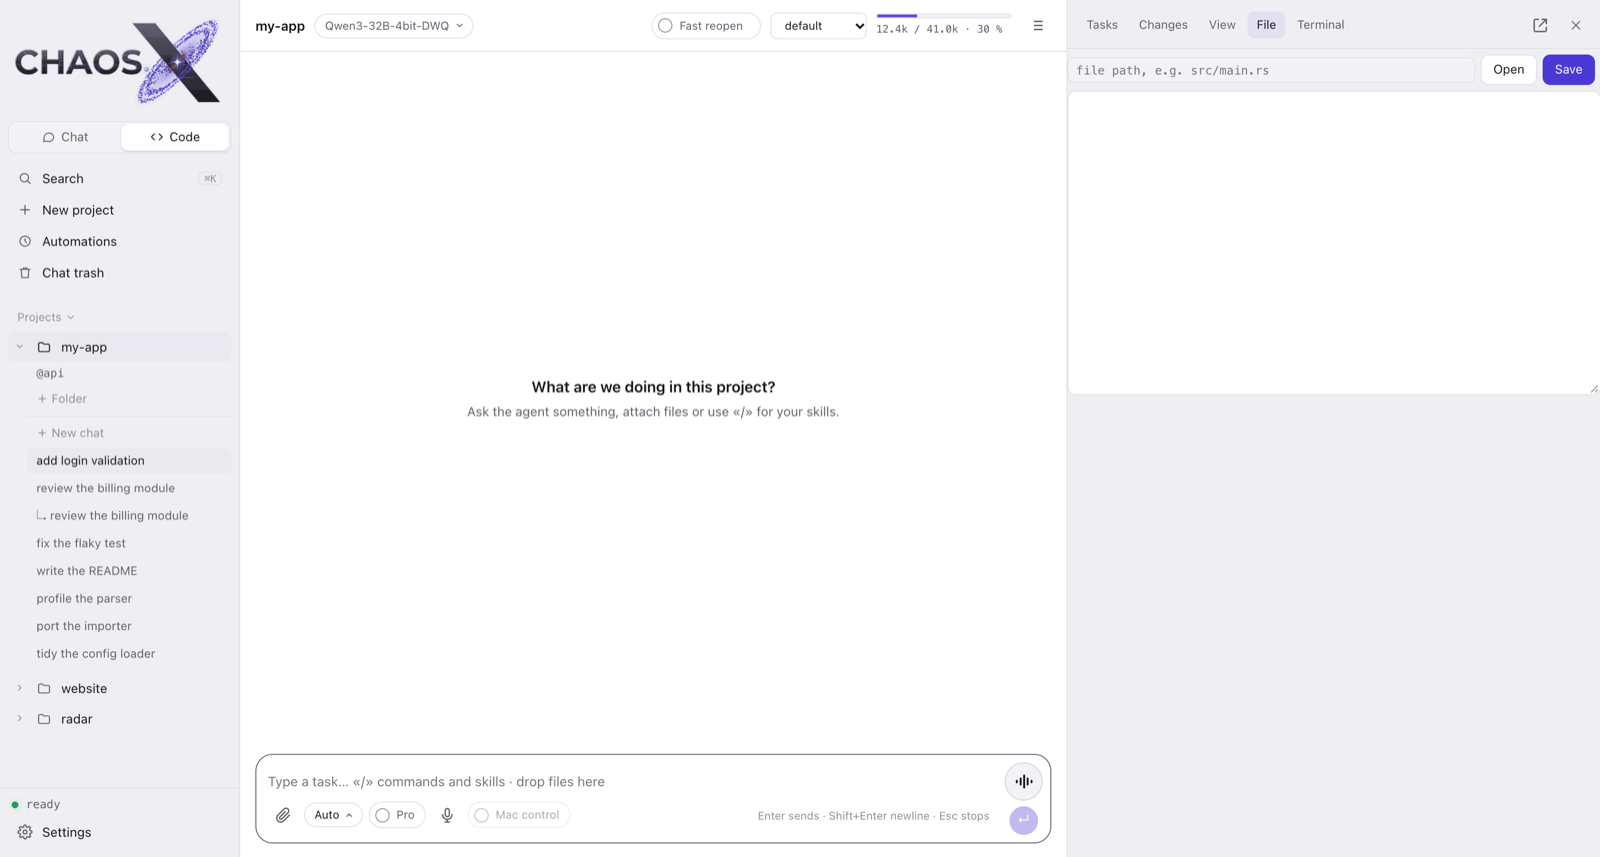 CHAOS X
Chat
Code
Search
⌘K
New project
Automations
Chat trash
Projects
my-app
@api
+ Folder
+ New chat
add login validation
review the billing module
review the billing module
fix the flaky test
write the README
profile the parser
port the importer
tidy the config loader
website
radar
ready
Settings
my-app
Qwen3-32B-4bit-DWQ
Fast reopen
default
12.4k / 41.0k · 30 %
What are we doing in this project?
Ask the agent something, attach files or use «/» for your skills.
Type a task... «/» commands and skills · drop files here
Auto
Pro
Mac control
Enter sends · Shift+Enter newline · Esc stops
Tasks
Changes
View
File
Terminal
file path, e.g. src/main.rs
Open
Save